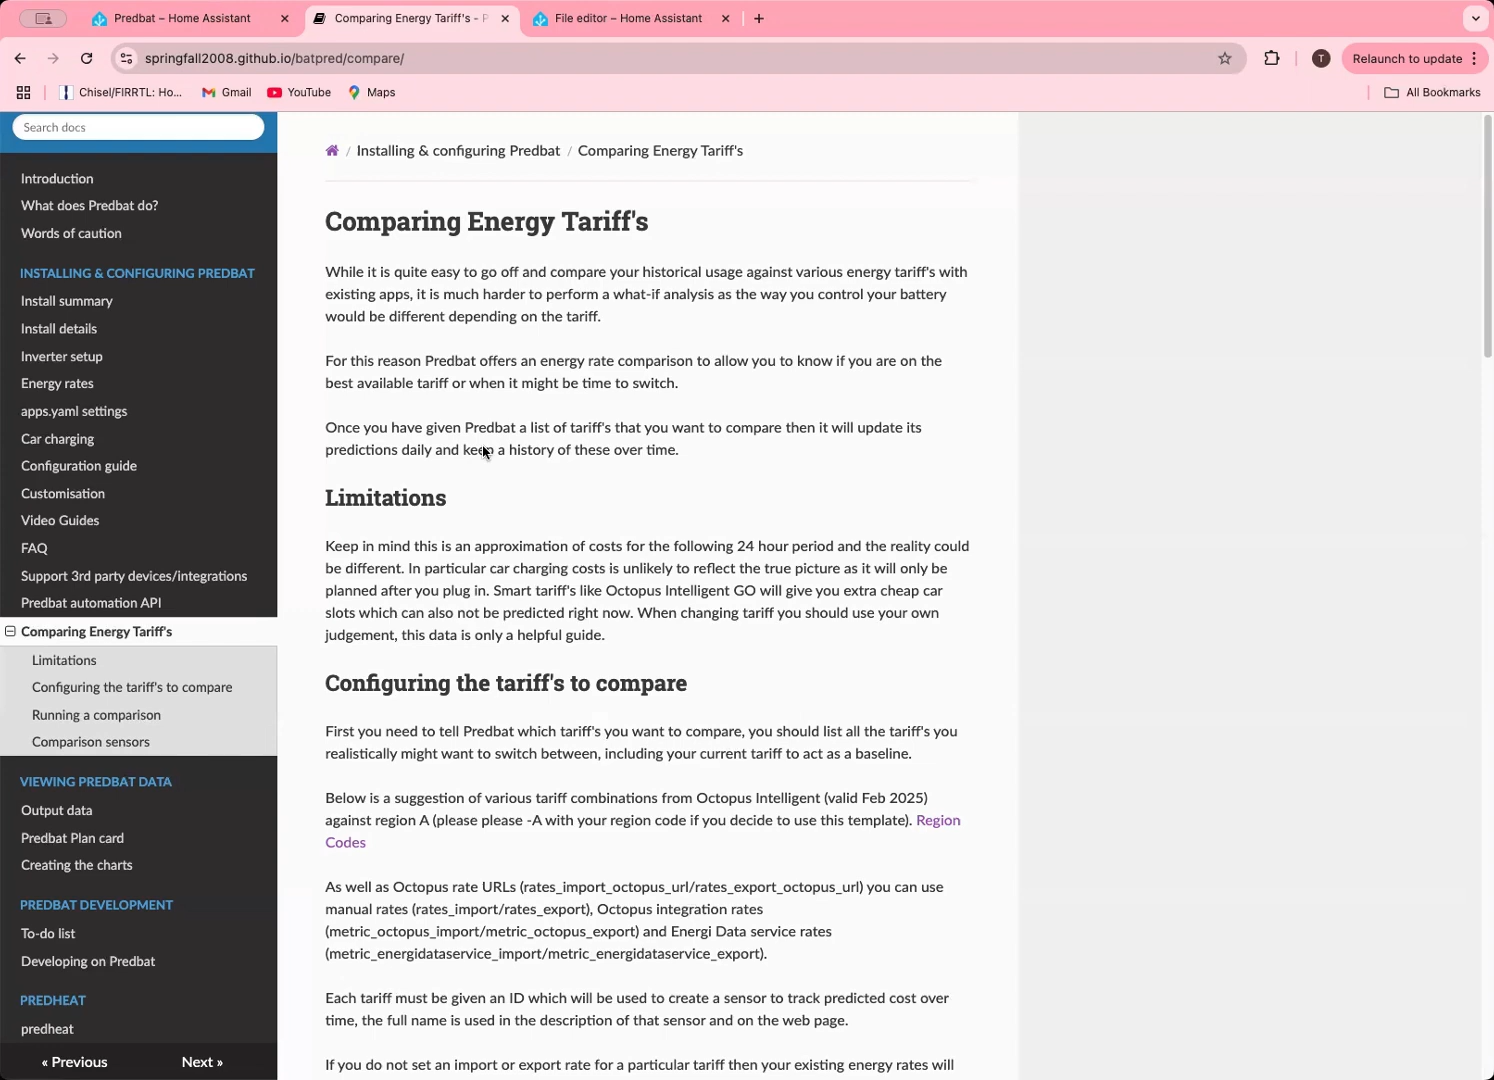 Predbat – Home Assistant
Comparing Energy Tariff's - P
File editor – Home Assistant
springfall2008.github.io/batpred/compare/
T
Relaunch to update
Chisel/FIRRTL: Ho...
Gmail
YouTube
Maps
All Bookmarks
Search docs
Introduction
What does Predbat do?
Words of caution
INSTALLING & CONFIGURING PREDBAT
Install summary
Install details
Inverter setup
Energy rates
apps.yaml settings
Car charging
Configuration guide
Customisation
Video Guides
FAQ
Support 3rd party devices/integrations
Predbat automation API
Comparing Energy Tariff's
Limitations
Configuring the tariff's to compare
Running a comparison
Comparison sensors
VIEWING PREDBAT DATA
Output data
Predbat Plan card
Creating the charts
PREDBAT DEVELOPMENT
To-do list
Developing on Predbat
PREDHEAT
predheat
« Previous
Next »
/ Installing & configuring Predbat / Comparing Energy Tariff's
Comparing Energy Tariff's
While it is quite easy to go off and compare your historical usage against various energy tariff's with
existing apps, it is much harder to perform a what-if analysis as the way you control your battery
would be different depending on the tariff.
For this reason Predbat offers an energy rate comparison to allow you to know if you are on the
best available tariff or when it might be time to switch.
Once you have given Predbat a list of tariff's that you want to compare then it will update its
predictions daily and keep a history of these over time.
Limitations
Keep in mind this is an approximation of costs for the following 24 hour period and the reality could
be different. In particular car charging costs is unlikely to reflect the true picture as it will only be
planned after you plug in. Smart tariff's like Octopus Intelligent GO will give you extra cheap car
slots which can also not be predicted right now. When changing tariff you should use your own
judgement, this data is only a helpful guide.
Configuring the tariff's to compare
First you need to tell Predbat which tariff's you want to compare, you should list all the tariff's you
realistically might want to switch between, including your current tariff to act as a baseline.
Below is a suggestion of various tariff combinations from Octopus Intelligent (valid Feb 2025)
against region A (please please -A with your region code if you decide to use this template). Region
Codes
As well as Octopus rate URLs (rates_import_octopus_url/rates_export_octopus_url) you can use
manual rates (rates_import/rates_export), Octopus integration rates
(metric_octopus_import/metric_octopus_export) and Energi Data service rates
(metric_energidataservice_import/metric_energidataservice_export).
Each tariff must be given an ID which will be used to create a sensor to track predicted cost over
time, the full name is used in the description of that sensor and on the web page.
If you do not set an import or export rate for a particular tariff then your existing energy rates will